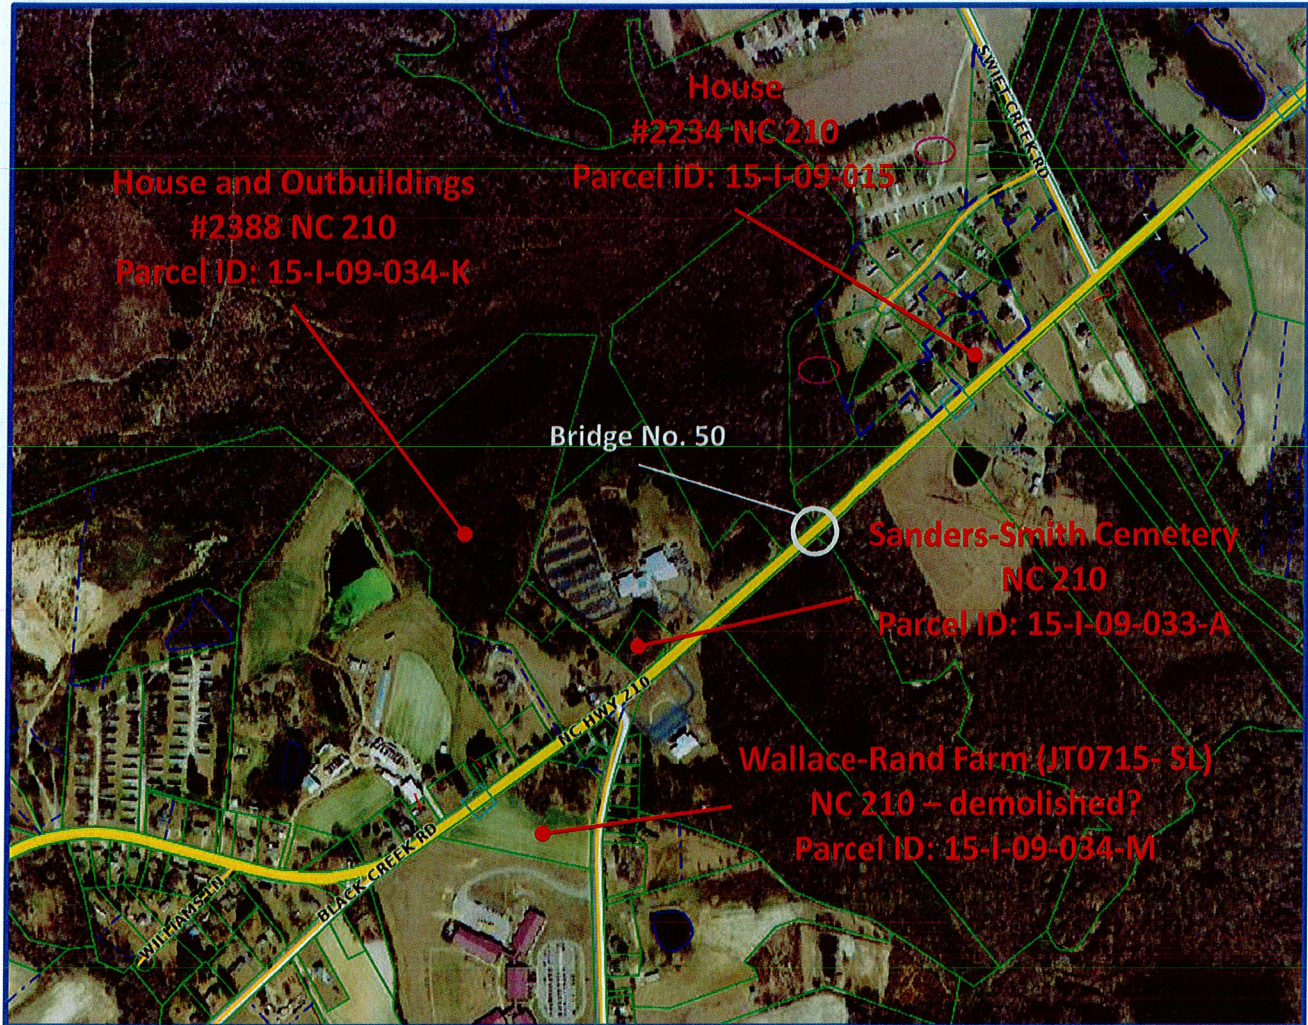 House
#2234 NC 210
Parcel ID: 15-I-09-015
SWIFT CREEK RD
House and Outbuildings
#2388 NC 210
Parcel ID: 15-I-09-034-K
Bridge No. 50
Sanders-Smith Cemetery
NC 210
Parcel ID: 15-I-09-033-A
NC HWY 210
Wallace-Rand Farm (JT0715- SL)
NC 210 – demolished?
Parcel ID: 15-I-09-034-M
BLACK CREEK RD
WILLIAMS LN